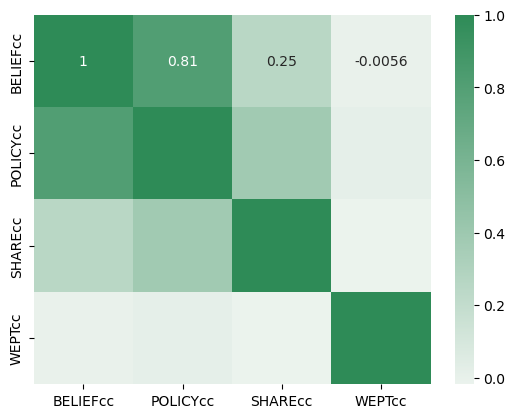 BELIEFcc 1 0.81 0.25 -0.0056
POLICYcc
SHAREcc
WEPTcc
BELIEFcc POLICYcc SHAREcc WEPTcc
1.0
0.8
0.6
0.4
0.2
0.0